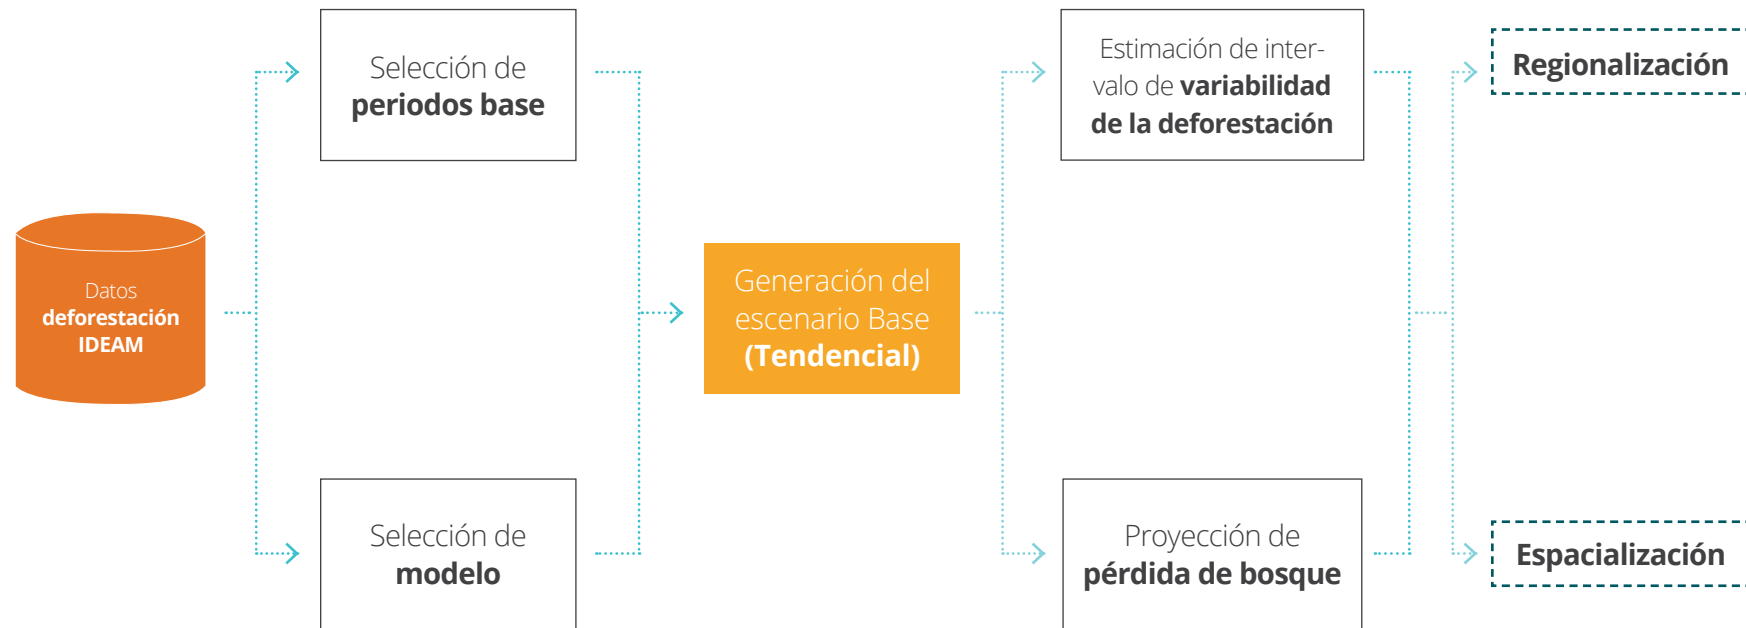 Selección de
periodos base
Estimación de inter-
valo de variabilidad
de la deforestación
Regionalización
Datos
deforestación
IDEAM
Generación del
escenario Base
(Tendencial)
Selección de
modelo
Proyección de
pérdida de bosque
Espacialización